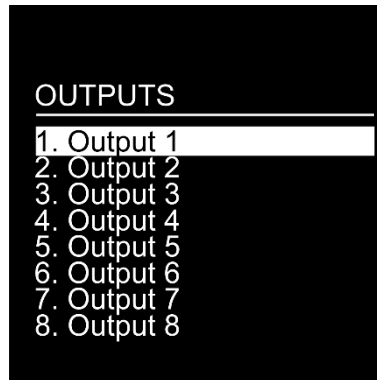 OUTPUTS
1. Output 1
2. Output 2
3. Output 3
4. Output 4
5. Output 5
6. Output 6
7. Output 7
8. Output 8